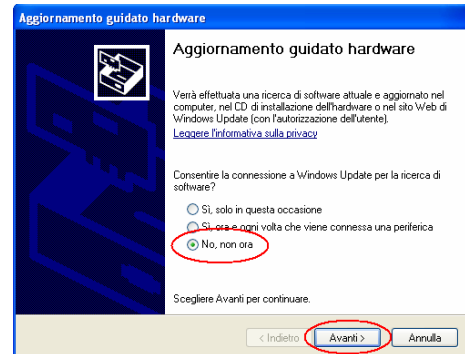 Aggiornamento guidato hardware
Aggiornamento guidato hardware
Verrà effettuata una ricerca di software attuale e aggiornato nel
computer, nel CD di installazione dell'hardware o nel sito Web di
Windows Update (con l'autorizzazione dell'utente).
Leggere l'informativa sulla privacy
Consentire la connessione a Windows Update per la ricerca di
software?
Sì, solo in questa occasione
Sì, ora e ogni volta che viene connessa una periferica
No, non ora
Scegliere Avanti per continuare.
< Indietro Avanti > Annulla